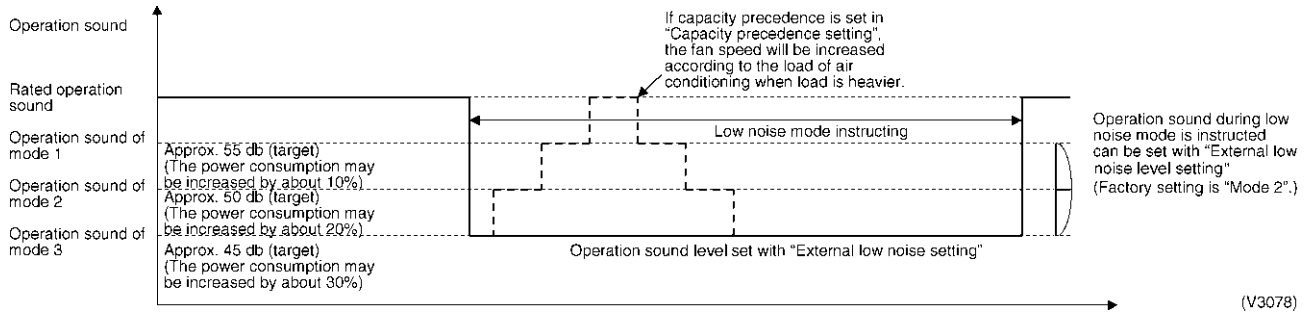 Operation sound
If capacity precedence is set in
“Capacity precedence setting”,
the fan speed will be increased
according to the load of air
conditioning when load is heavier.
Rated operation
sound
Low noise mode instructing
Operation sound of
mode 1
Approx. 55 db (target)
(The power consumption may
be increased by about 10%)
Operation sound of
mode 2
Approx. 50 db (target)
(The power consumption may
be increased by about 20%)
Operation sound of
mode 3
Approx. 45 db (target)
(The power consumption may
be increased by about 30%)
Operation sound level set with “External low noise setting”
Operation sound during low
noise mode is instructed
can be set with “External low
noise level setting”
(Factory setting is “Mode 2”.)
(V3078)